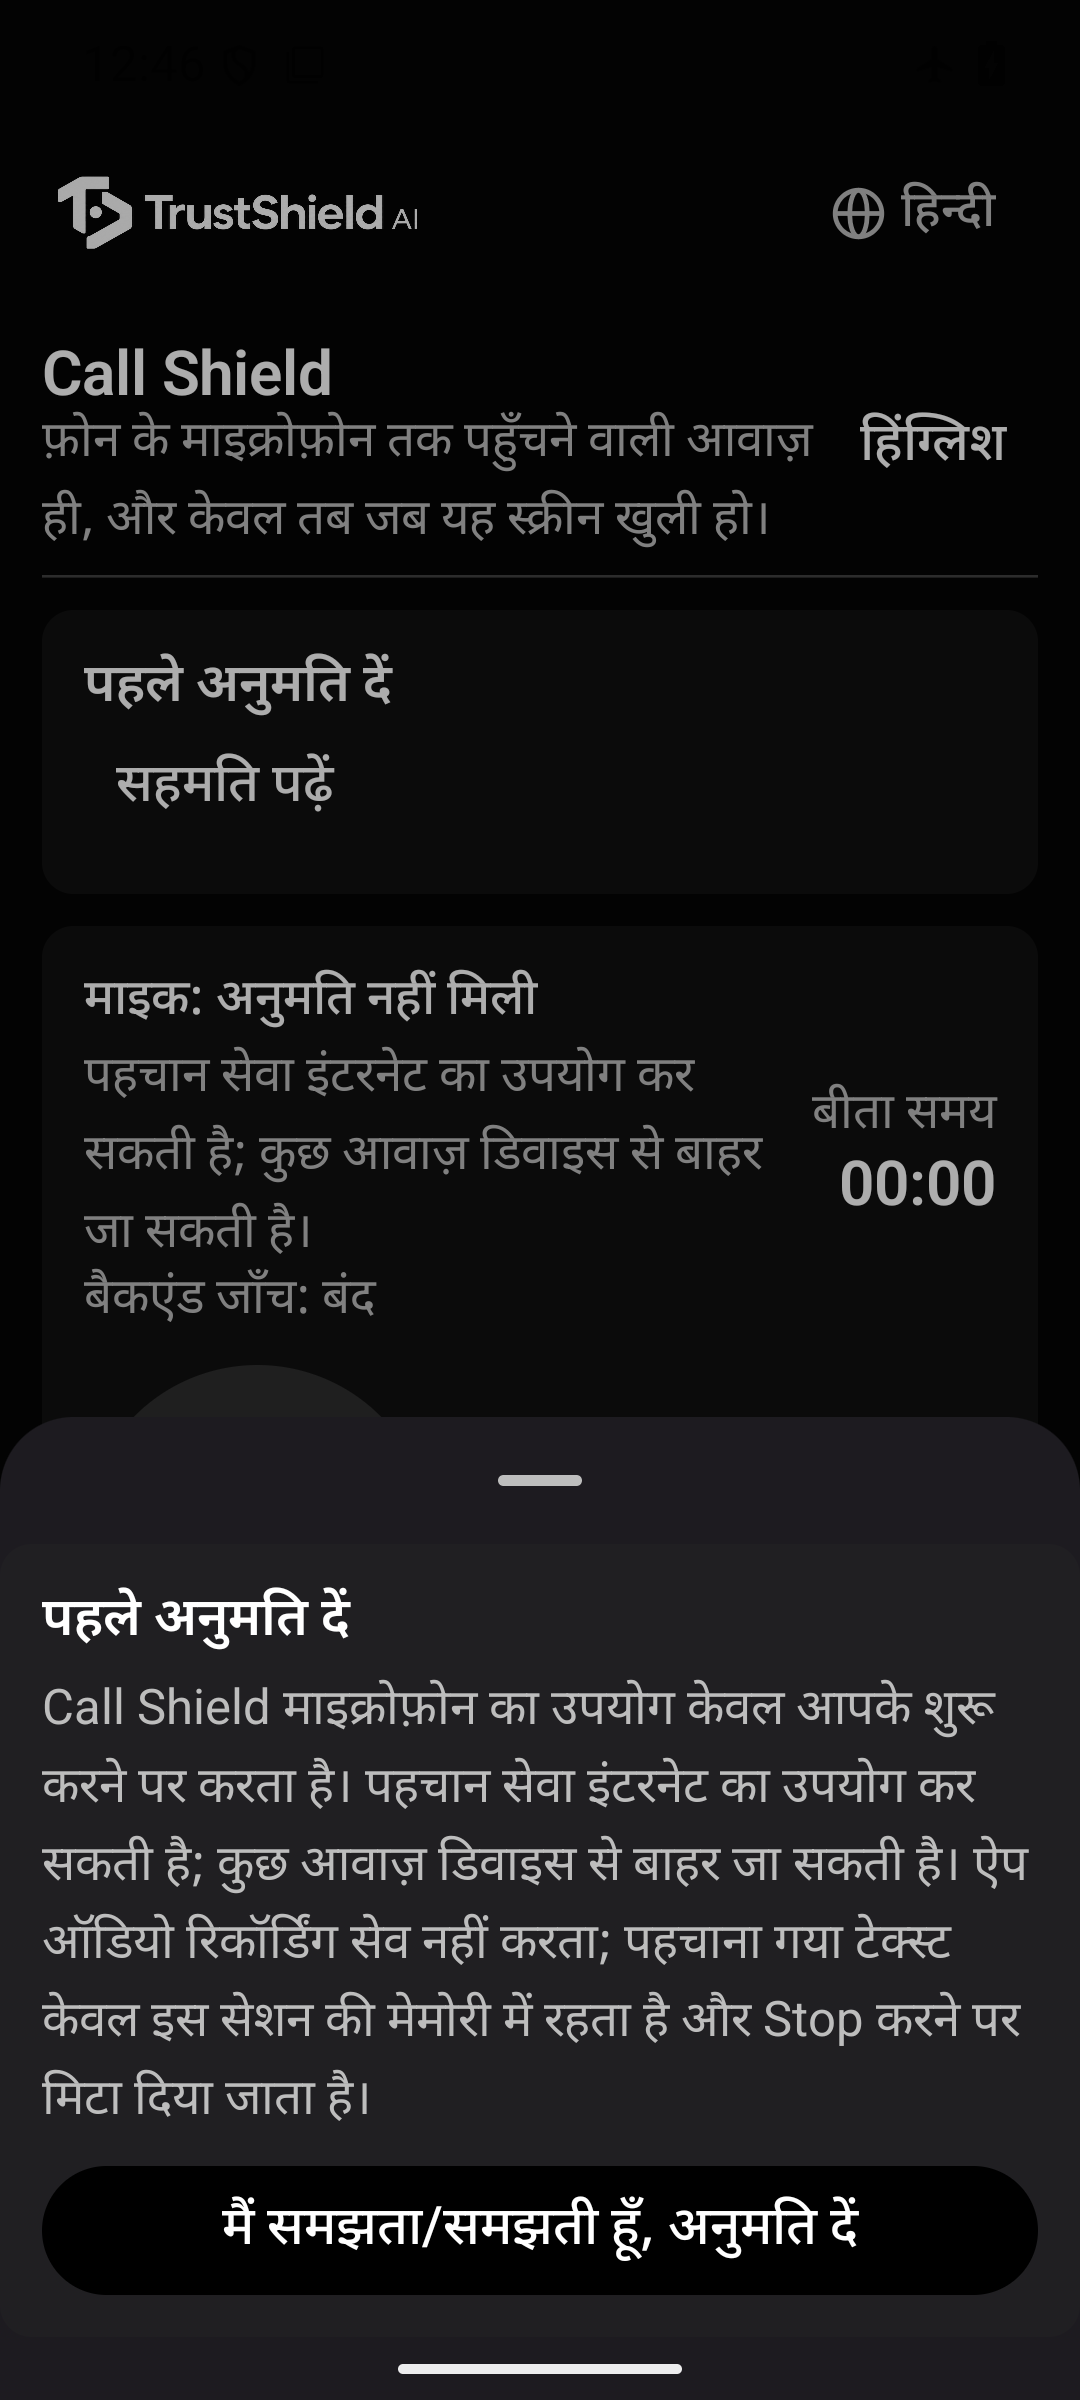 12:46
TrustShield AI
हिन्दी
Call Shield
फ़ोन के माइक्रोफ़ोन तक पहुँचने वाली आवाज़
ही, और केवल तब जब यह स्क्रीन खुली हो।
हिंग्लिश
पहले अनुमति दें
सहमति पढ़ें
माइक: अनुमति नहीं मिली
पहचान सेवा इंटरनेट का उपयोग कर
सकती है; कुछ आवाज़ डिवाइस से बाहर
जा सकती है।
बैकएंड जाँच: बंद
बीता समय
00:00
पहले अनुमति दें
Call Shield माइक्रोफ़ोन का उपयोग केवल आपके शुरू
करने पर करता है। पहचान सेवा इंटरनेट का उपयोग कर
सकती है; कुछ आवाज़ डिवाइस से बाहर जा सकती है। ऐप
ऑडियो रिकॉर्डिंग सेव नहीं करता; पहचाना गया टेक्स्ट
केवल इस सेशन की मेमोरी में रहता है और Stop करने पर
मिटा दिया जाता है।
मैं समझता/समझती हूँ, अनुमति दें